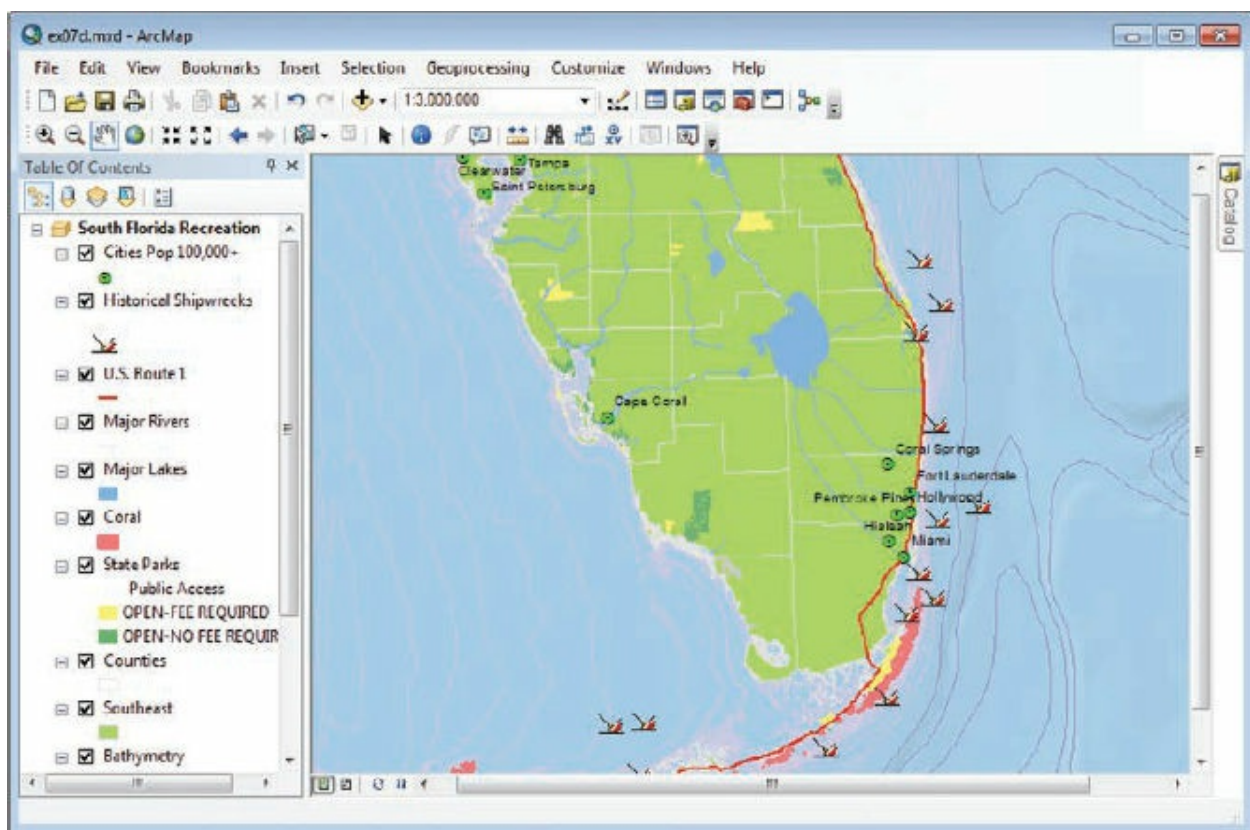 ex07d.mxd - ArcMap
File Edit View Bookmarks Insert Selection Geoprocessing Customize Windows Help
1:3,000,000
Table Of Contents
South Florida Recreation
Cities Pop 100,000+
Historical Shipwrecks
U.S. Route 1
Major Rivers
Major Lakes
Coral
State Parks
Public Access
OPEN-FEE REQUIRED
OPEN-NO FEE REQUIR
Counties
Southeast
Bathymetry
Clearwater
Tampa
Saint Petersburg
Cape Coral
Coral Springs
Fort Lauderdale
Pembroke Pine Hollywood
Hialeah
Miami
Catalog